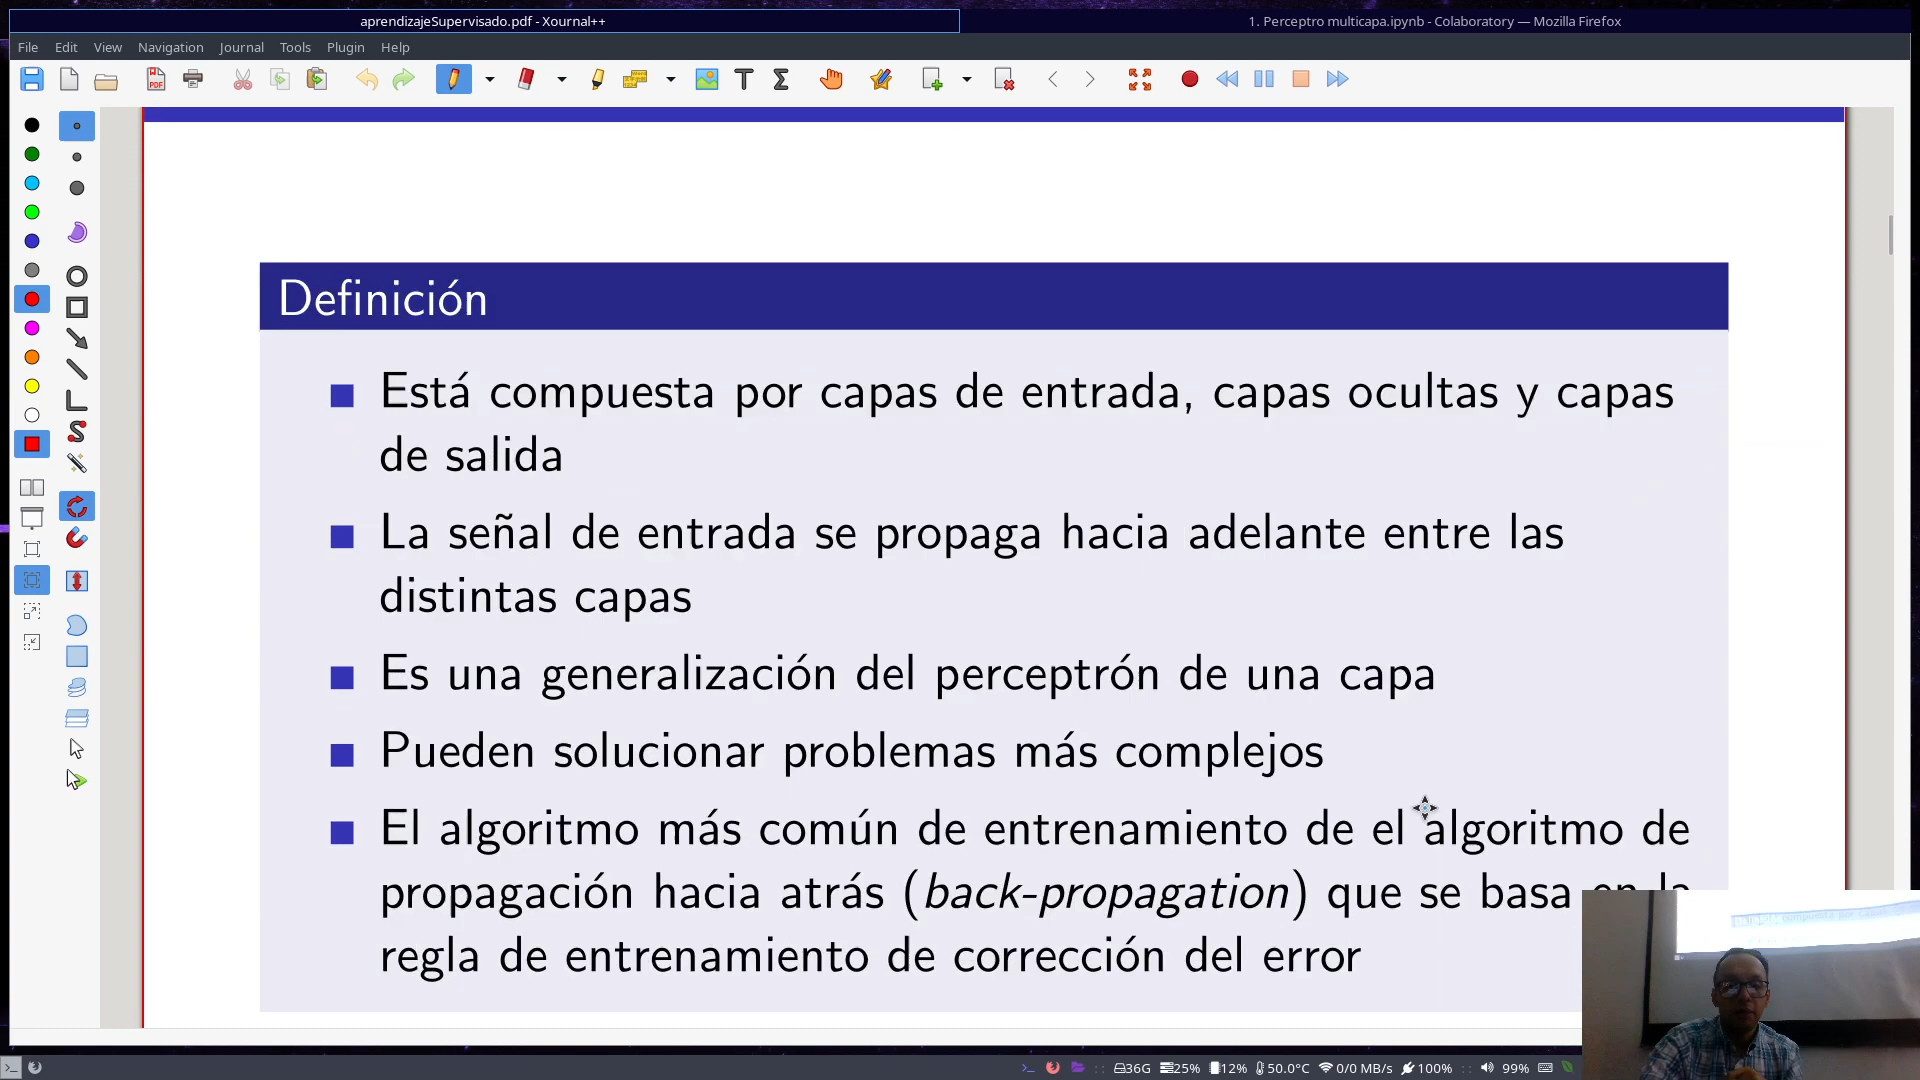 aprendizajeSupervisado.pdf - Xournal++
1. Perceptro multicapa.ipynb - Colaboratory — Mozilla Firefox
File Edit View Navigation Journal Tools Plugin Help
Definición
Está compuesta por capas de entrada, capas ocultas y capas
de salida
La señal de entrada se propaga hacia adelante entre las
distintas capas
Es una generalización del perceptrón de una capa
Pueden solucionar problemas más complejos
El algoritmo más común de entrenamiento de el algoritmo de
propagación hacia atrás (back-propagation) que se basa en la
regla de entrenamiento de corrección del error
36G 25% 12% 50.0°C 0/0 MB/s 100% 99%